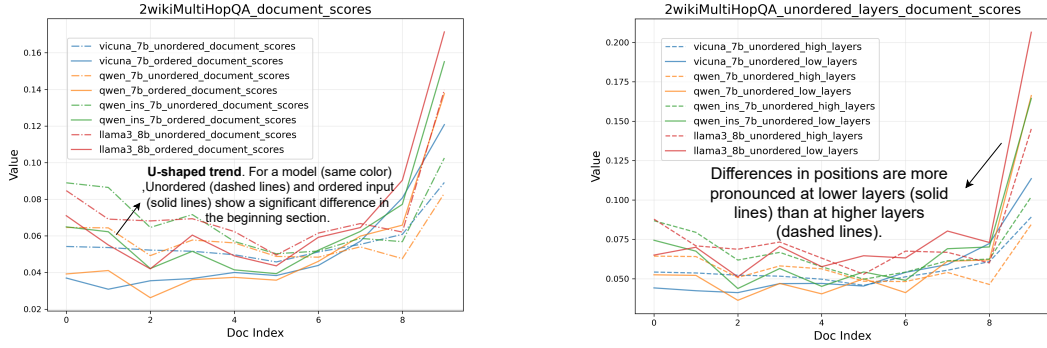 2wikiMultiHopQA_document_scores
0.16
0.14
0.12
0.10
0.08
0.06
0.04
0.02
Value
vicuna_7b_unordered_document_scores
vicuna_7b_ordered_document_scores
qwen_7b_unordered_document_scores
qwen_7b_ordered_document_scores
qwen_ins_7b_unordered_document_scores
qwen_ins_7b_ordered_document_scores
llama3_8b_unordered_document_scores
llama3_8b_ordered_document_scores
U-shaped trend. For a model (same color)
,Unordered (dashed lines) and ordered input
(solid lines) show a significant difference in
the beginning section.
0 2 4 6 8
Doc Index
2wikiMultiHopQA_unordered_layers_document_scores
0.200
0.175
0.150
0.125
0.100
0.075
0.050
Value
vicuna_7b_unordered_high_layers
vicuna_7b_unordered_low_layers
qwen_7b_unordered_high_layers
qwen_7b_unordered_low_layers
qwen_ins_7b_unordered_high_layers
qwen_ins_7b_unordered_low_layers
llama3_8b_unordered_high_layers
llama3_8b_unordered_low_layers
Differences in positions are more
pronounced at lower layers (solid
lines) than at higher layers
(dashed lines).
0 2 4 6 8
Doc Index